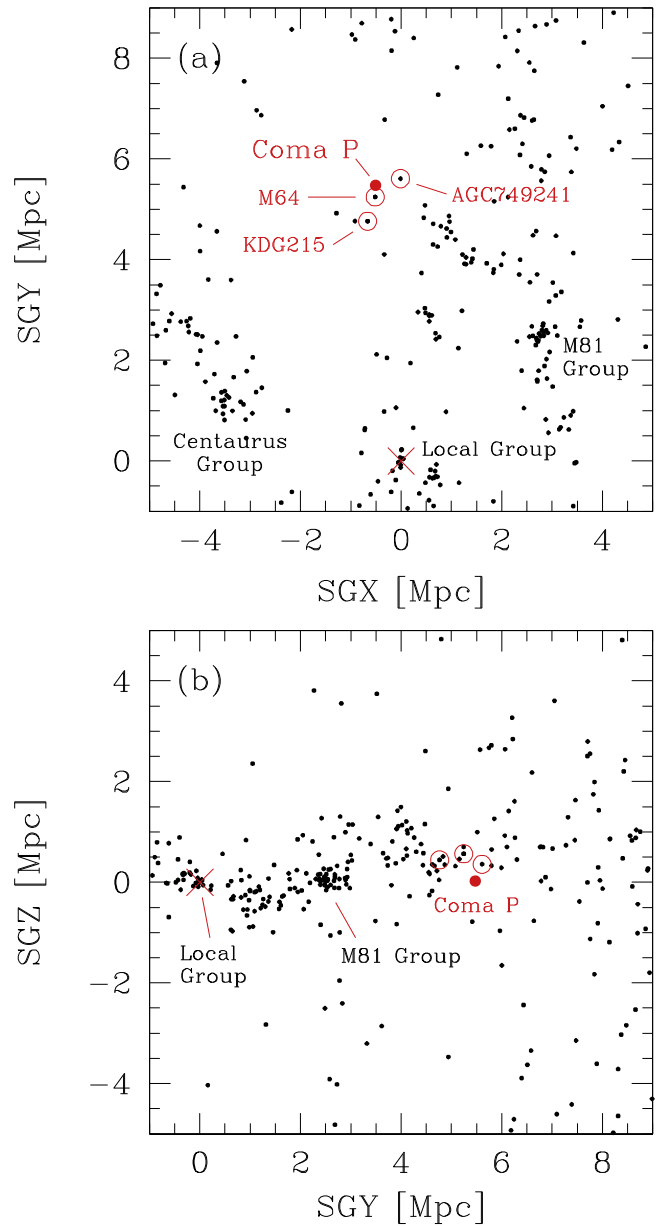 (a)
8
6
4
2
0
SGY [Mpc]
Coma P
M64
AGC749241
KDG215
M81
Group
Centaurus
Group
Local Group
−4
−2
0
2
4
SGX [Mpc]
(b)
4
2
0
−2
−4
SGZ [Mpc]
Coma P
Local
Group
M81 Group
0
2
4
6
8
SGY [Mpc]